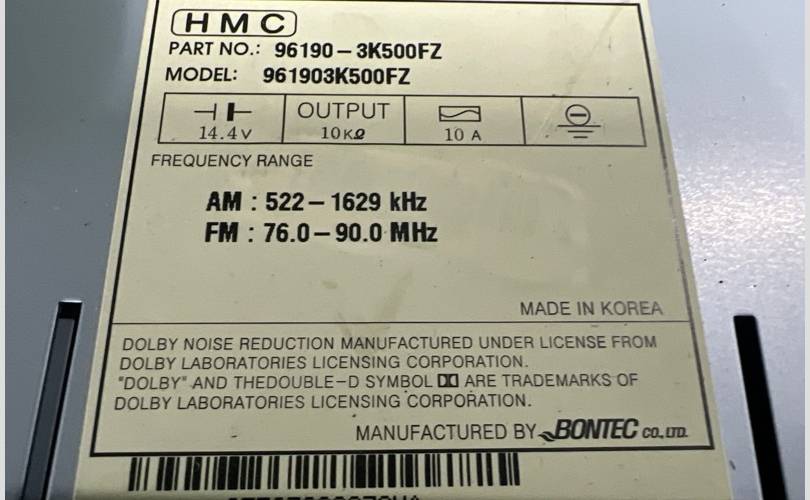 HMC
PART NO.: 96190-3K500FZ
MODEL: 961903K500FZ
14.4V
OUTPUT
10KΩ
10 A
FREQUENCY RANGE
AM : 522-1629 kHz
FM : 76.0-90.0 MHz
MADE IN KOREA
DOLBY NOISE REDUCTION MANUFACTURED UNDER LICENSE FROM
DOLBY LABORATORIES LICENSING CORPORATION.
"DOLBY" AND THEDOUBLE-D SYMBOL ARE TRADEMARKS OF
DOLBY LABORATORIES LICENSING CORPORATION.
MANUFACTURED BY BONTEC CO., LTD.